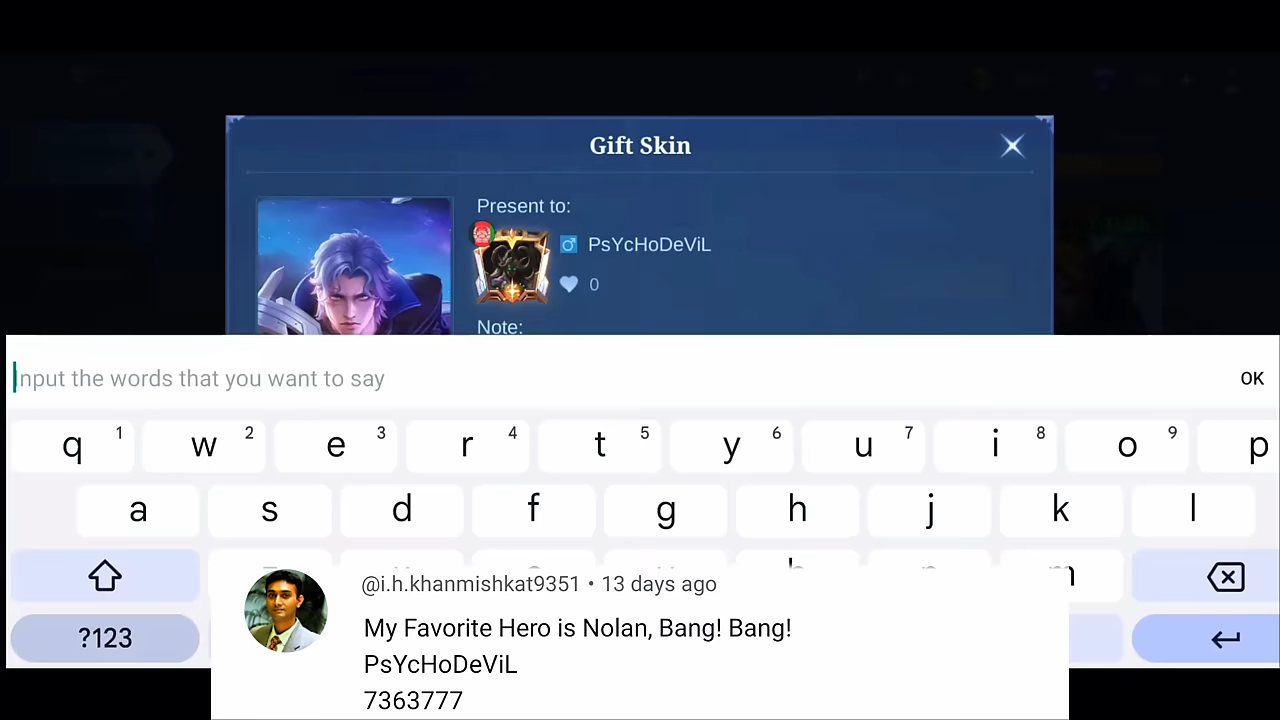 Gift Skin
Present to:
PsYcHoDeViL
0
Note:
Input the words that you want to say
OK
q 1 w 2 e 3 r 4 t 5 y 6 u 7 i 8 o 9 p
a s d f g h j k l
m
@i.h.khanmishkat9351 • 13 days ago
?123
My Favorite Hero is Nolan, Bang! Bang!
PsYcHoDeViL
7363777